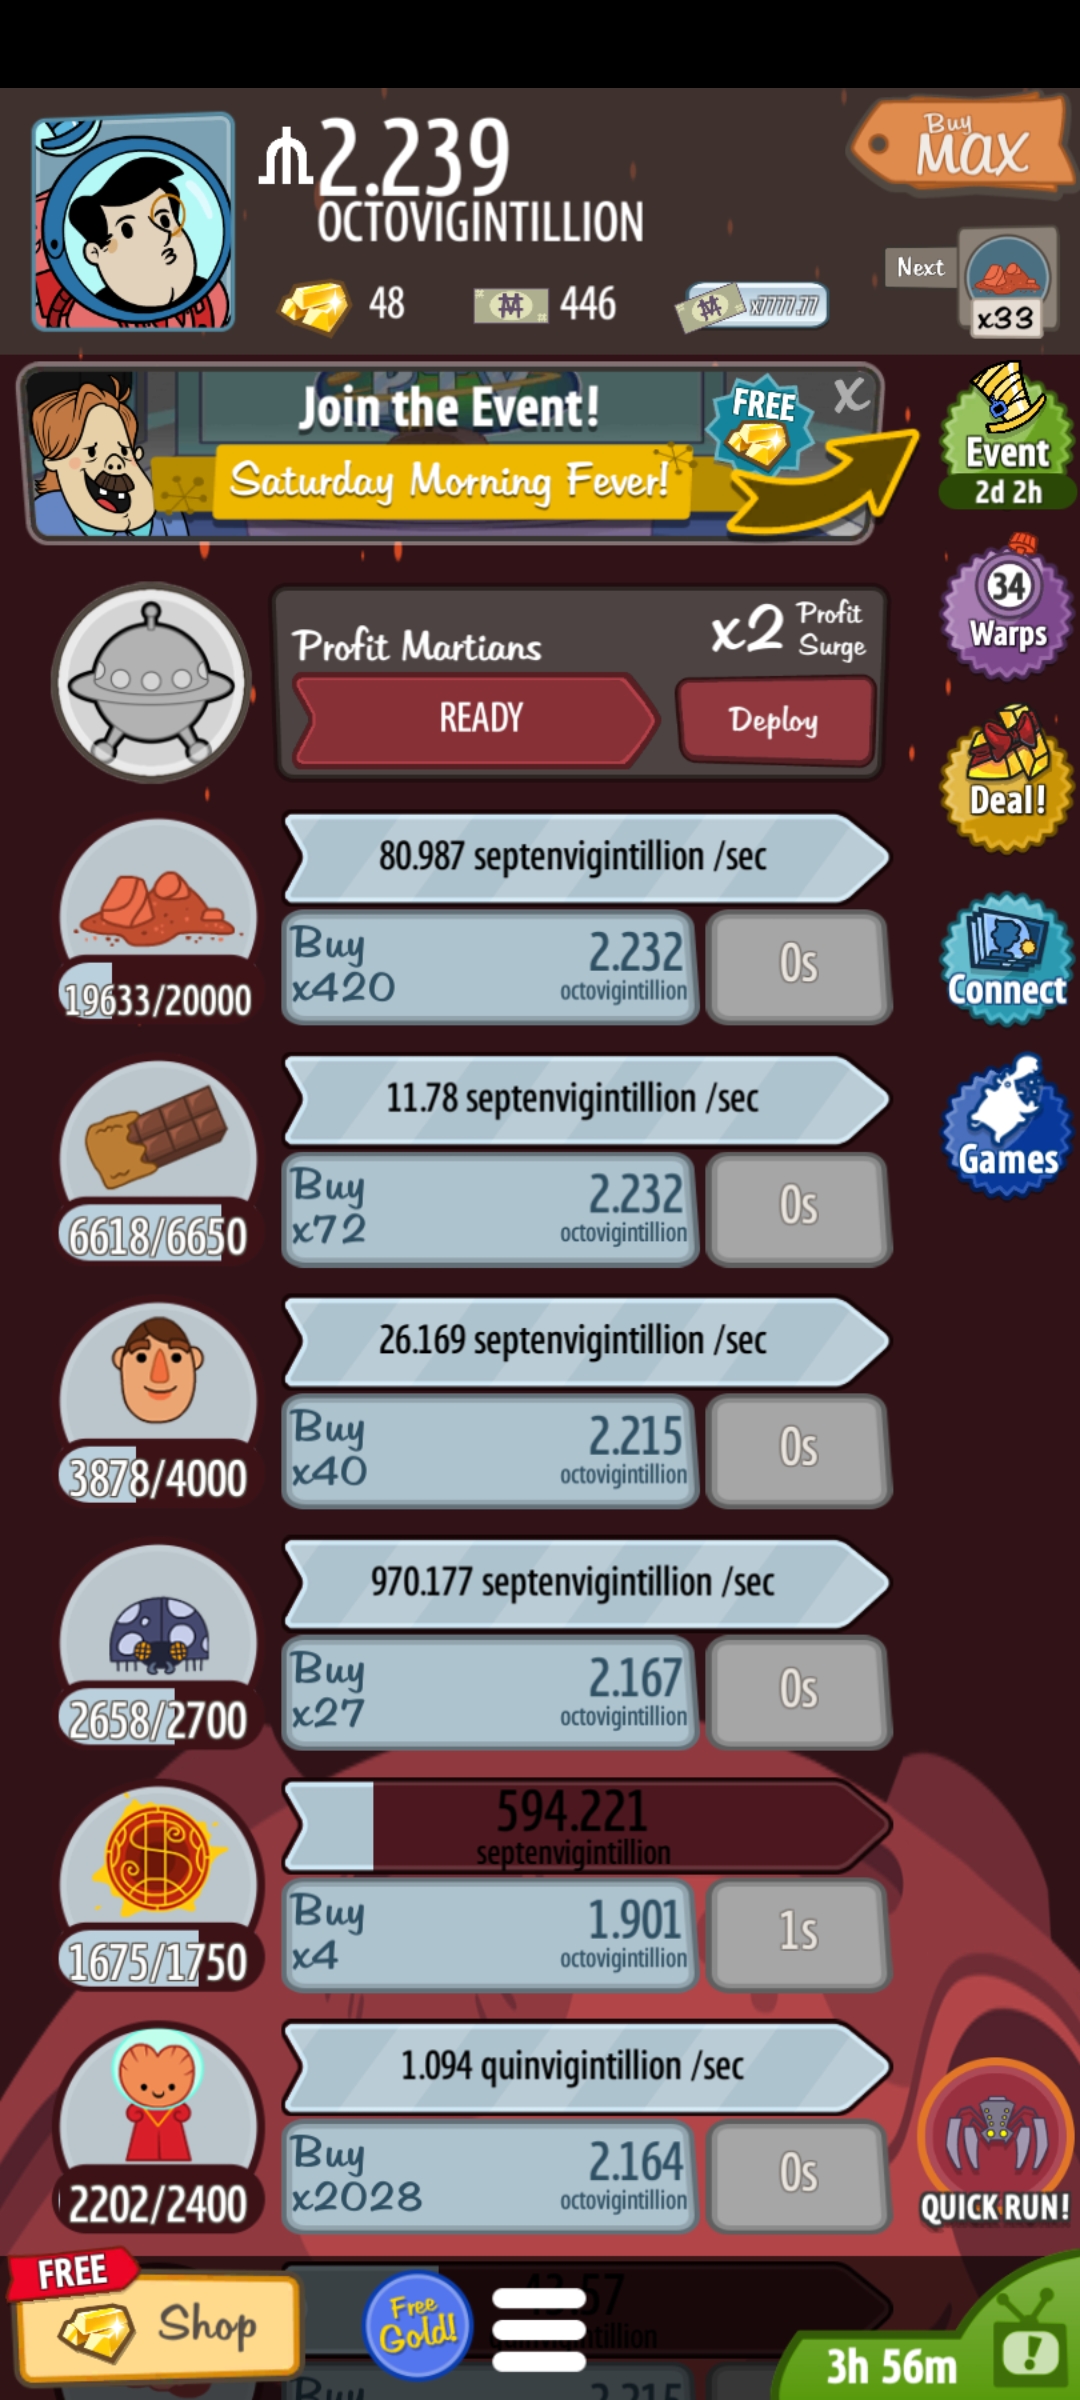 2.239
OCTOVIGINTILLION
Buy
MAX
48
446
x7777.77
Next
x33
Join the Event!
FREE
X
Saturday Morning Fever!
Event
2d 2h
34
Warps
Profit Martians
x2 Profit Surge
READY
Deploy
Deal!
80.987 septenvigintillion /sec
Buy
x420
2.232
octovigintillion
0s
19633/20000
Connect
11.78 septenvigintillion /sec
Buy
x72
2.232
octovigintillion
0s
6618/6650
Games
26.169 septenvigintillion /sec
Buy
x40
2.215
octovigintillion
0s
3878/4000
970.177 septenvigintillion /sec
Buy
x27
2.167
octovigintillion
0s
2658/2700
594.221
septenvigintillion
Buy
x4
1.901
octovigintillion
1s
1675/1750
1.094 quinvigintillion /sec
Buy
x2028
2.164
octovigintillion
0s
2202/2400
QUICK RUN!
FREE
Shop
Free
Gold!
3h 56m
Buy
2.215